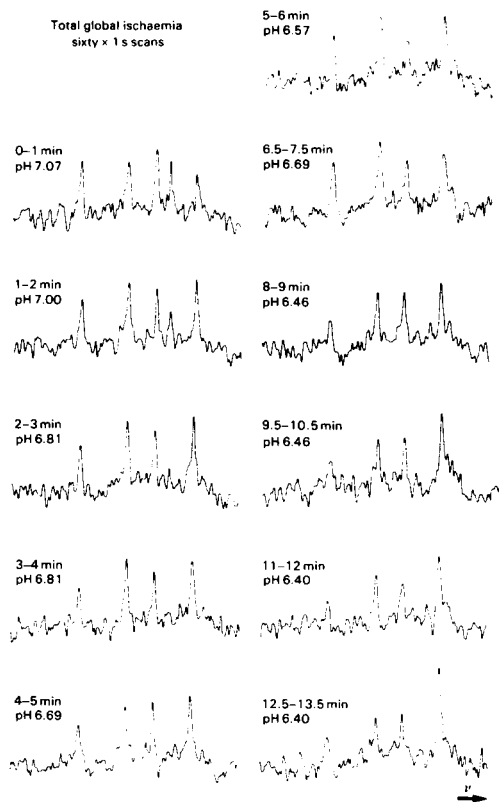 Total global ischaemia
sixty × 1 s scans
0–1 min
pH 7.07
1–2 min
pH 7.00
2–3 min
pH 6.81
3–4 min
pH 6.81
4–5 min
pH 6.69
5–6 min
pH 6.57
6.5–7.5 min
pH 6.69
8–9 min
pH 6.46
9.5–10.5 min
pH 6.46
11–12 min
pH 6.40
12.5–13.5 min
pH 6.40
ν